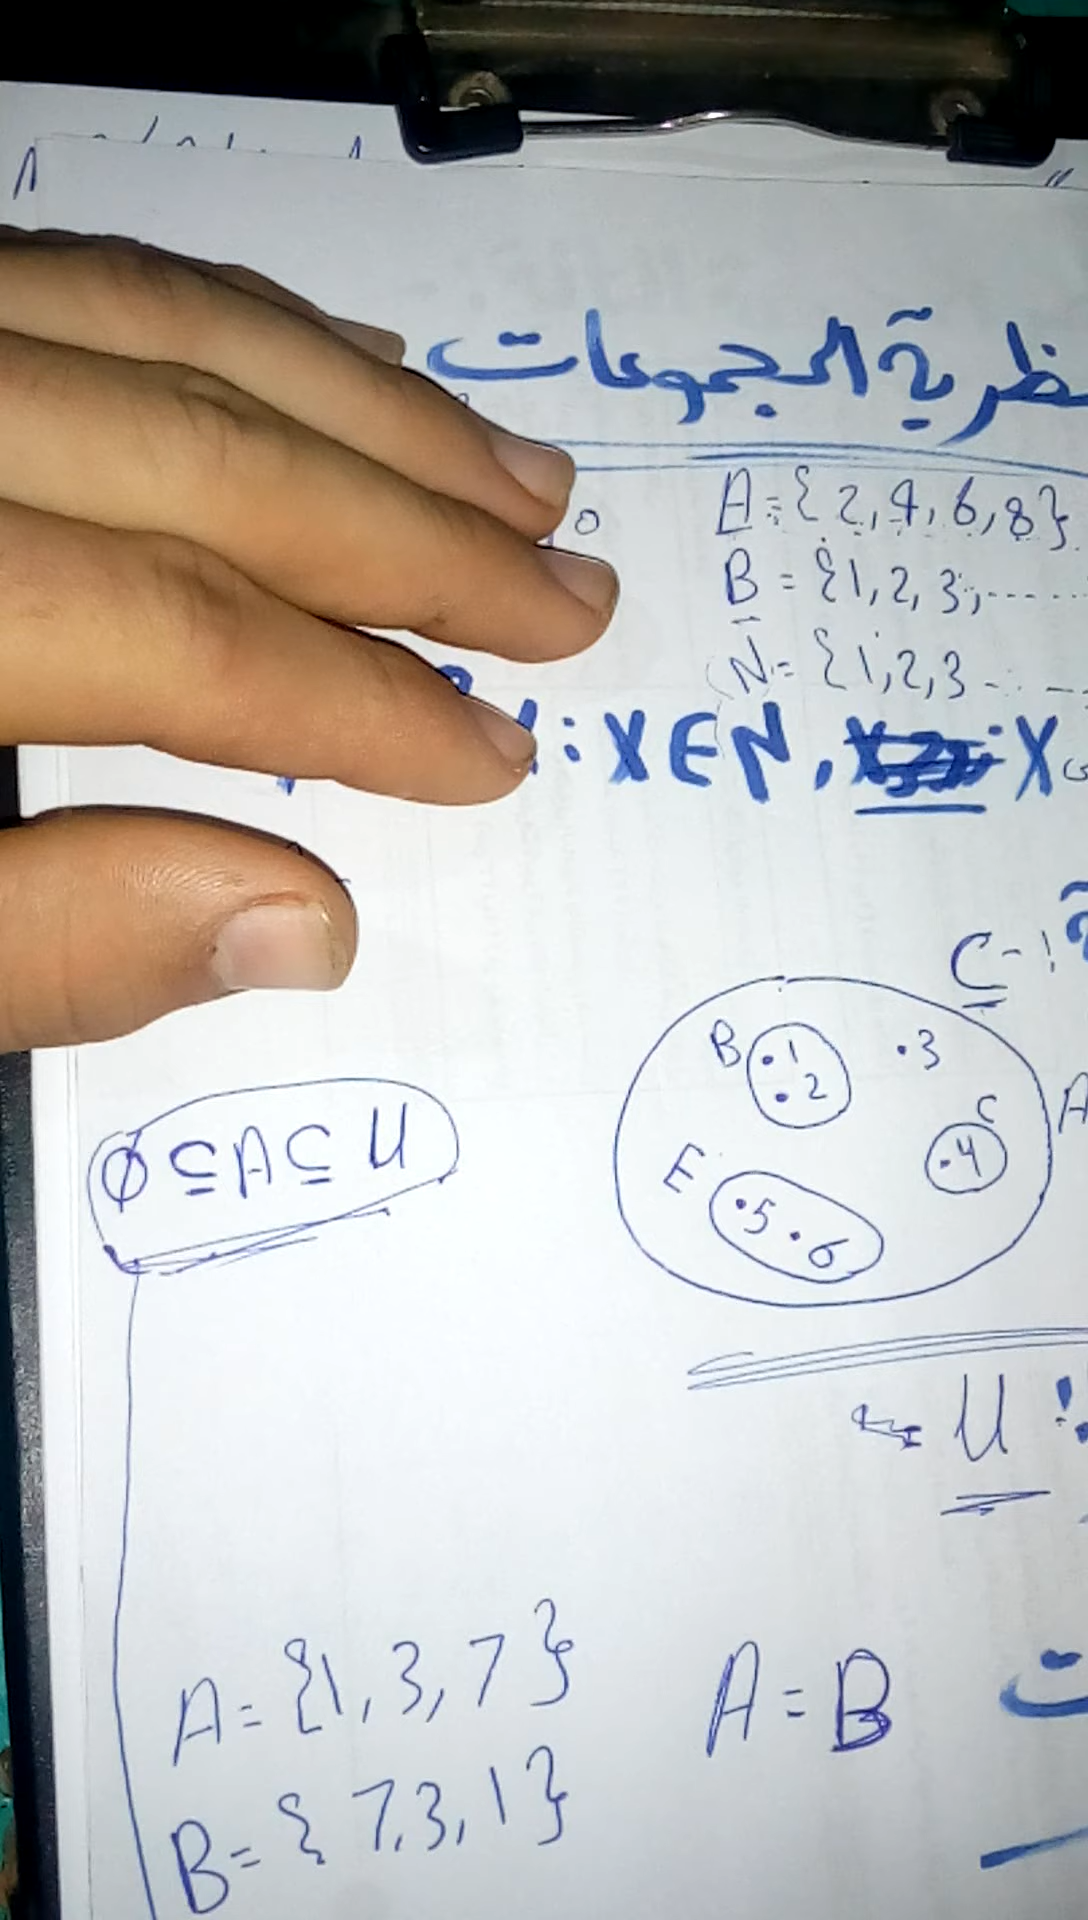 نظرية المجموعات
A = {2, 4, 6, 8}
B = {1, 2, 3, ......
N = {1, 2, 3 ......
: X ∈ N , X
C - !
B .1 .2 .3
C .4
A
E .5 .6
∅ ⊆ A ⊆ U
U !
A = {1, 3, 7}
A = B
B = {7, 3, 1}